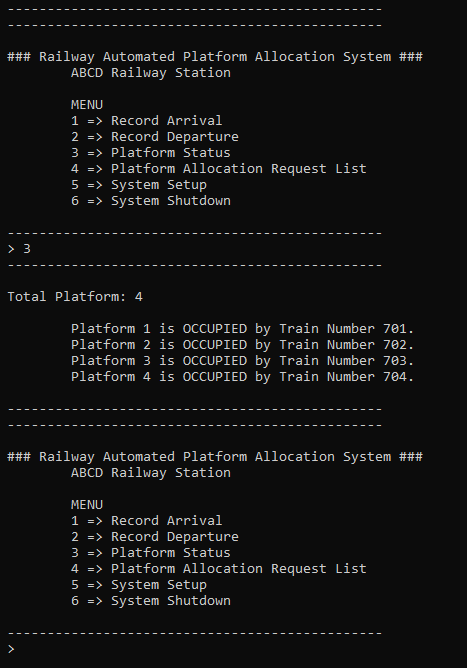 -----------------------------------------------
-----------------------------------------------
### Railway Automated Platform Allocation System ###
ABCD Railway Station
MENU
1 => Record Arrival
2 => Record Departure
3 => Platform Status
4 => Platform Allocation Request List
5 => System Setup
6 => System Shutdown
-----------------------------------------------
> 3
-----------------------------------------------
Total Platform: 4
Platform 1 is OCCUPIED by Train Number 701.
Platform 2 is OCCUPIED by Train Number 702.
Platform 3 is OCCUPIED by Train Number 703.
Platform 4 is OCCUPIED by Train Number 704.
-----------------------------------------------
-----------------------------------------------
### Railway Automated Platform Allocation System ###
ABCD Railway Station
MENU
1 => Record Arrival
2 => Record Departure
3 => Platform Status
4 => Platform Allocation Request List
5 => System Setup
6 => System Shutdown
-----------------------------------------------
>